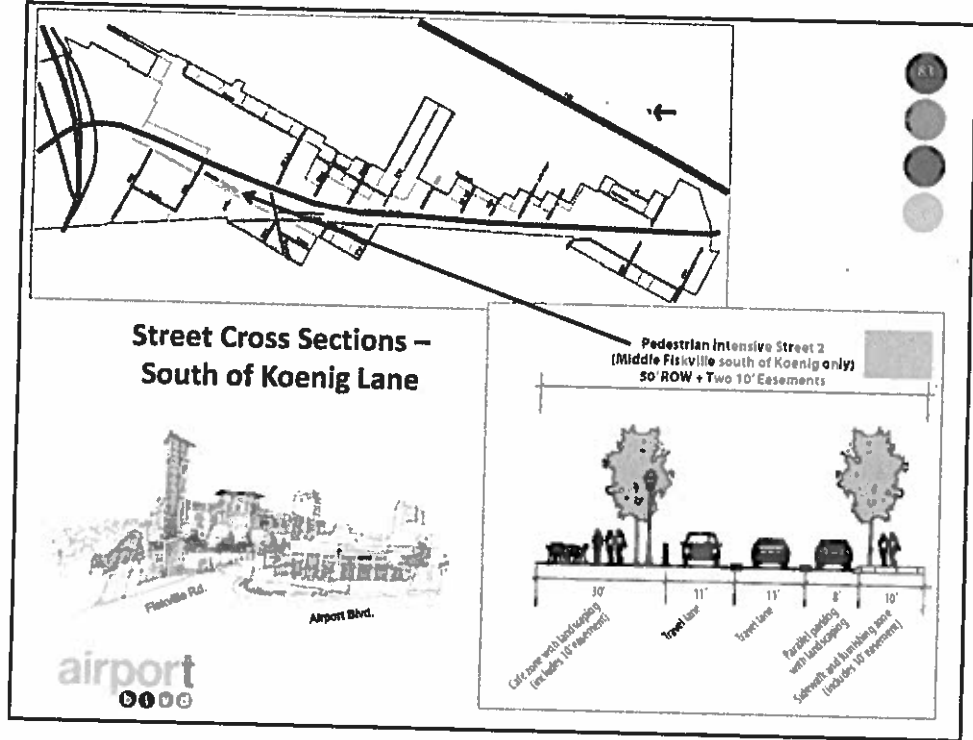 Street Cross Sections –
South of Koenig Lane
Fiskville Rd.
Airport Blvd.
airport
blvd
Pedestrian Intensive Street 2
(Middle Fiskville south of Koenig only)
50' ROW + Two 10' Easements
30'
11'
11'
8'
10'
Cafe zone with landscaping
(includes 10' easement)
Travel lane
Travel lane
Parallel parking
with landscaping
Sidewalk and furnishing zone
(includes 10' easement)